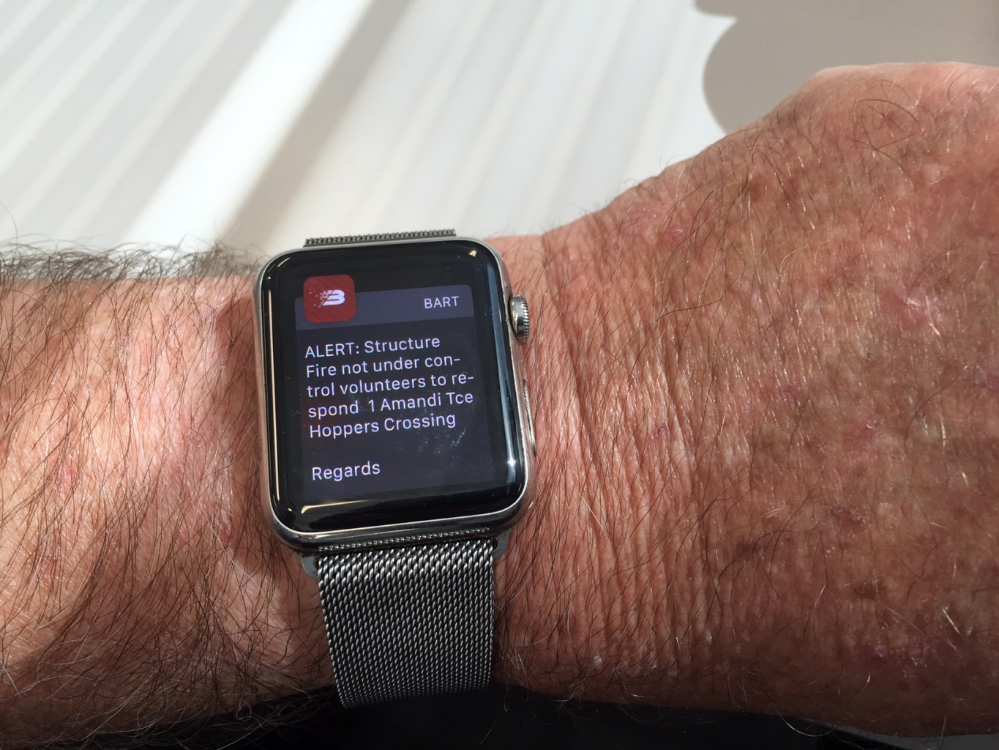 B
BART
ALERT: Structure
Fire not under con-
trol volunteers to re-
spond  1 Amandi Tce
Hoppers Crossing
Regards